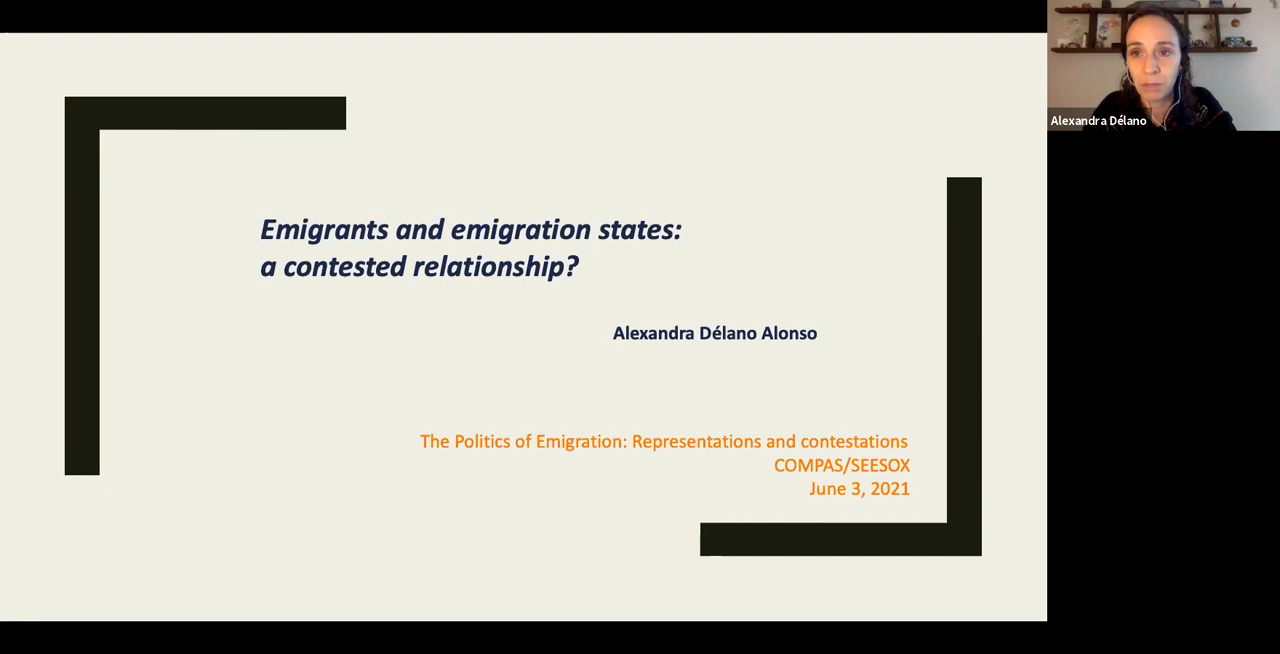 Emigrants and emigration states:
a contested relationship?
Alexandra Délano Alonso
The Politics of Emigration: Representations and contestations
COMPAS/SEESOX
June 3, 2021
Alexandra Délano